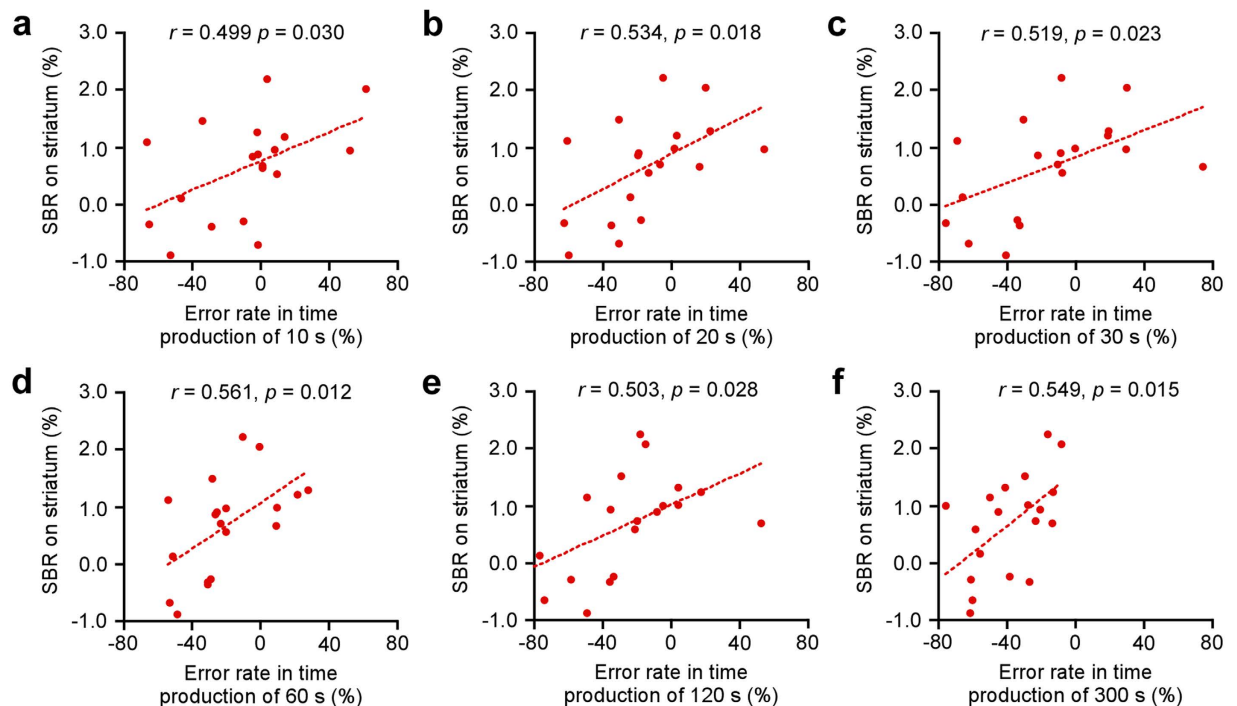 a
r = 0.499 p = 0.030
SBR on striatum (%)
3.0
2.0
1.0
0.0
-1.0
-80 -40 0 40 80
Error rate in time
production of 10 s (%)
b
r = 0.534, p = 0.018
SBR on striatum (%)
3.0
2.0
1.0
0.0
-1.0
-80 -40 0 40 80
Error rate in time
production of 20 s (%)
c
r = 0.519, p = 0.023
SBR on striatum (%)
3.0
2.0
1.0
0.0
-1.0
-80 -40 0 40 80
Error rate in time
production of 30 s (%)
d
r = 0.561, p = 0.012
SBR on striatum (%)
3.0
2.0
1.0
0.0
-1.0
-80 -40 0 40 80
Error rate in time
production of 60 s (%)
e
r = 0.503, p = 0.028
SBR on striatum (%)
3.0
2.0
1.0
0.0
-1.0
-80 -40 0 40 80
Error rate in time
production of 120 s (%)
f
r = 0.549, p = 0.015
SBR on striatum (%)
3.0
2.0
1.0
0.0
-1.0
-80 -40 0 40 80
Error rate in time
production of 300 s (%)